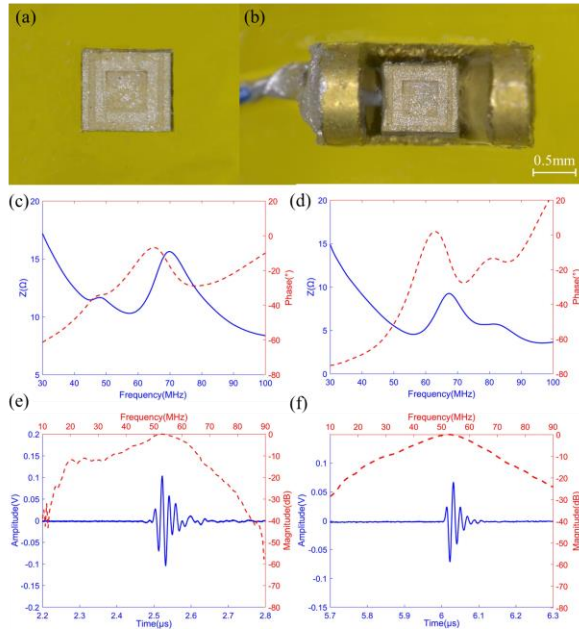 (a)
(b)
0.5mm
(c)
(d)
20 20
15 0
-20
10 -40
-60
5 -80
Z(Ω)
Phase(°)
30 40 50 60 70 80 90 100
Frequency(MHz)
20 20
15 0
-20
10 -40
5 -60
0 -80
Z(Ω)
Phase(°)
30 40 50 60 70 80 90 100
Frequency(MHz)
(e)
(f)
Frequency(MHz)
10 20 30 40 50 60 70 80 90
0.2 0
0.15 -10
0.1 -20
0.05 -30
0 -40
-0.05 -50
-0.1 -60
-0.15 -70
-0.2 -80
Amplitude(V)
Magnitude(dB)
2.2 2.3 2.4 2.5 2.6 2.7 2.8
Time(μs)
Frequency(MHz)
10 20 30 40 50 60 70 80 90
0
0.1 -10
-20
0.05 -30
0 -40
-0.05 -50
-60
-0.1 -70
-0.15 -80
Amplitude(V)
Magnitude(dB)
5.7 5.8 5.9 6 6.1 6.2 6.3
Time(μs)